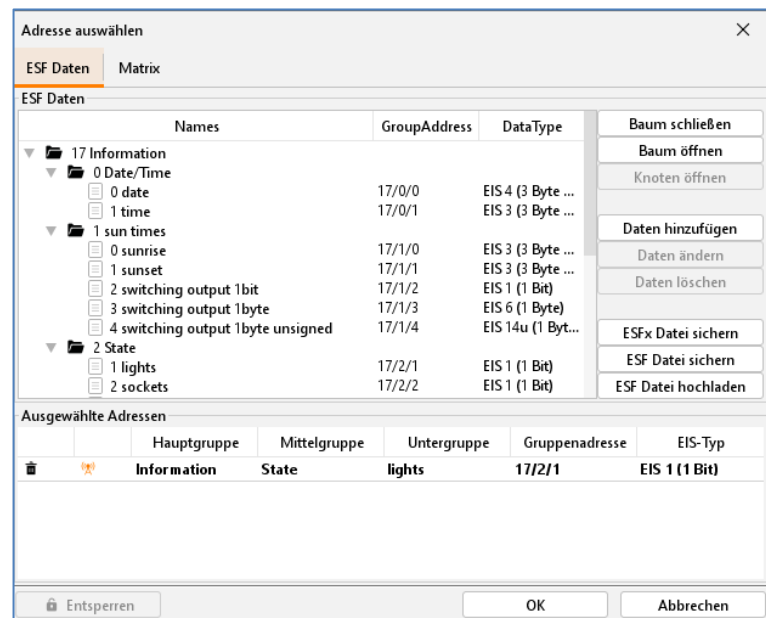 Adresse auswählen
ESF Daten Matrix
ESF Daten
Names GroupAddress DataType Baum schließen
17 Information Baum öffnen
0 Date/Time Knoten öffnen
0 date 17/0/0 EIS 4 (3 Byte ...
1 time 17/0/1 EIS 3 (3 Byte ...
1 sun times Daten hinzufügen
0 sunrise 17/1/0 EIS 3 (3 Byte ... Daten ändern
1 sunset 17/1/1 EIS 3 (3 Byte ...
2 switching output 1bit 17/1/2 EIS 1 (1 Bit) Daten löschen
3 switching output 1byte 17/1/3 EIS 6 (1 Byte)
4 switching output 1byte unsigned 17/1/4 EIS 14u (1 Byt... ESFx Datei sichern
2 State ESF Datei sichern
1 lights 17/2/1 EIS 1 (1 Bit)
2 sockets 17/2/2 EIS 1 (1 Bit) ESF Datei hochladen
Ausgewählte Adressen
Hauptgruppe Mittelgruppe Untergruppe Gruppenadresse EIS-Typ
Information State lights 17/2/1 EIS 1 (1 Bit)
Entsperren OK Abbrechen